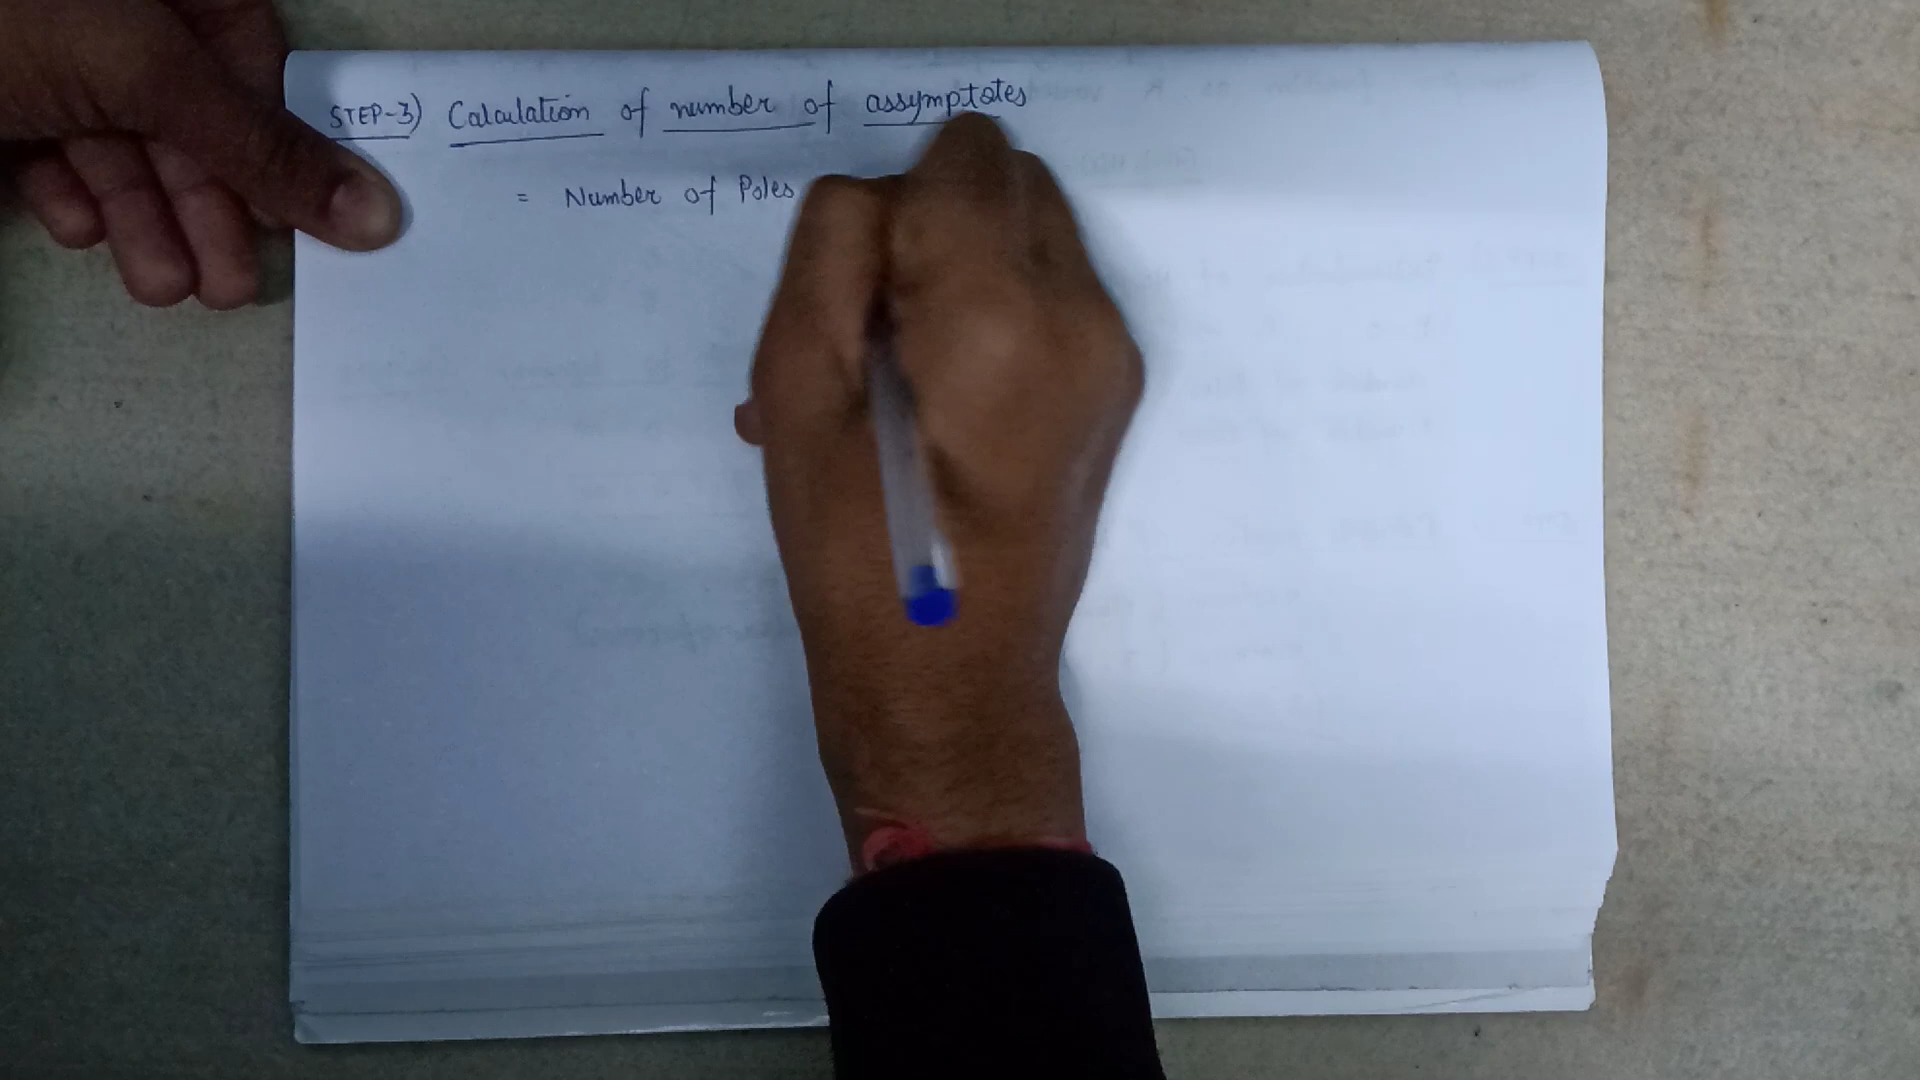 STEP-3) Calculation of number of assymptotes
= Number of Poles